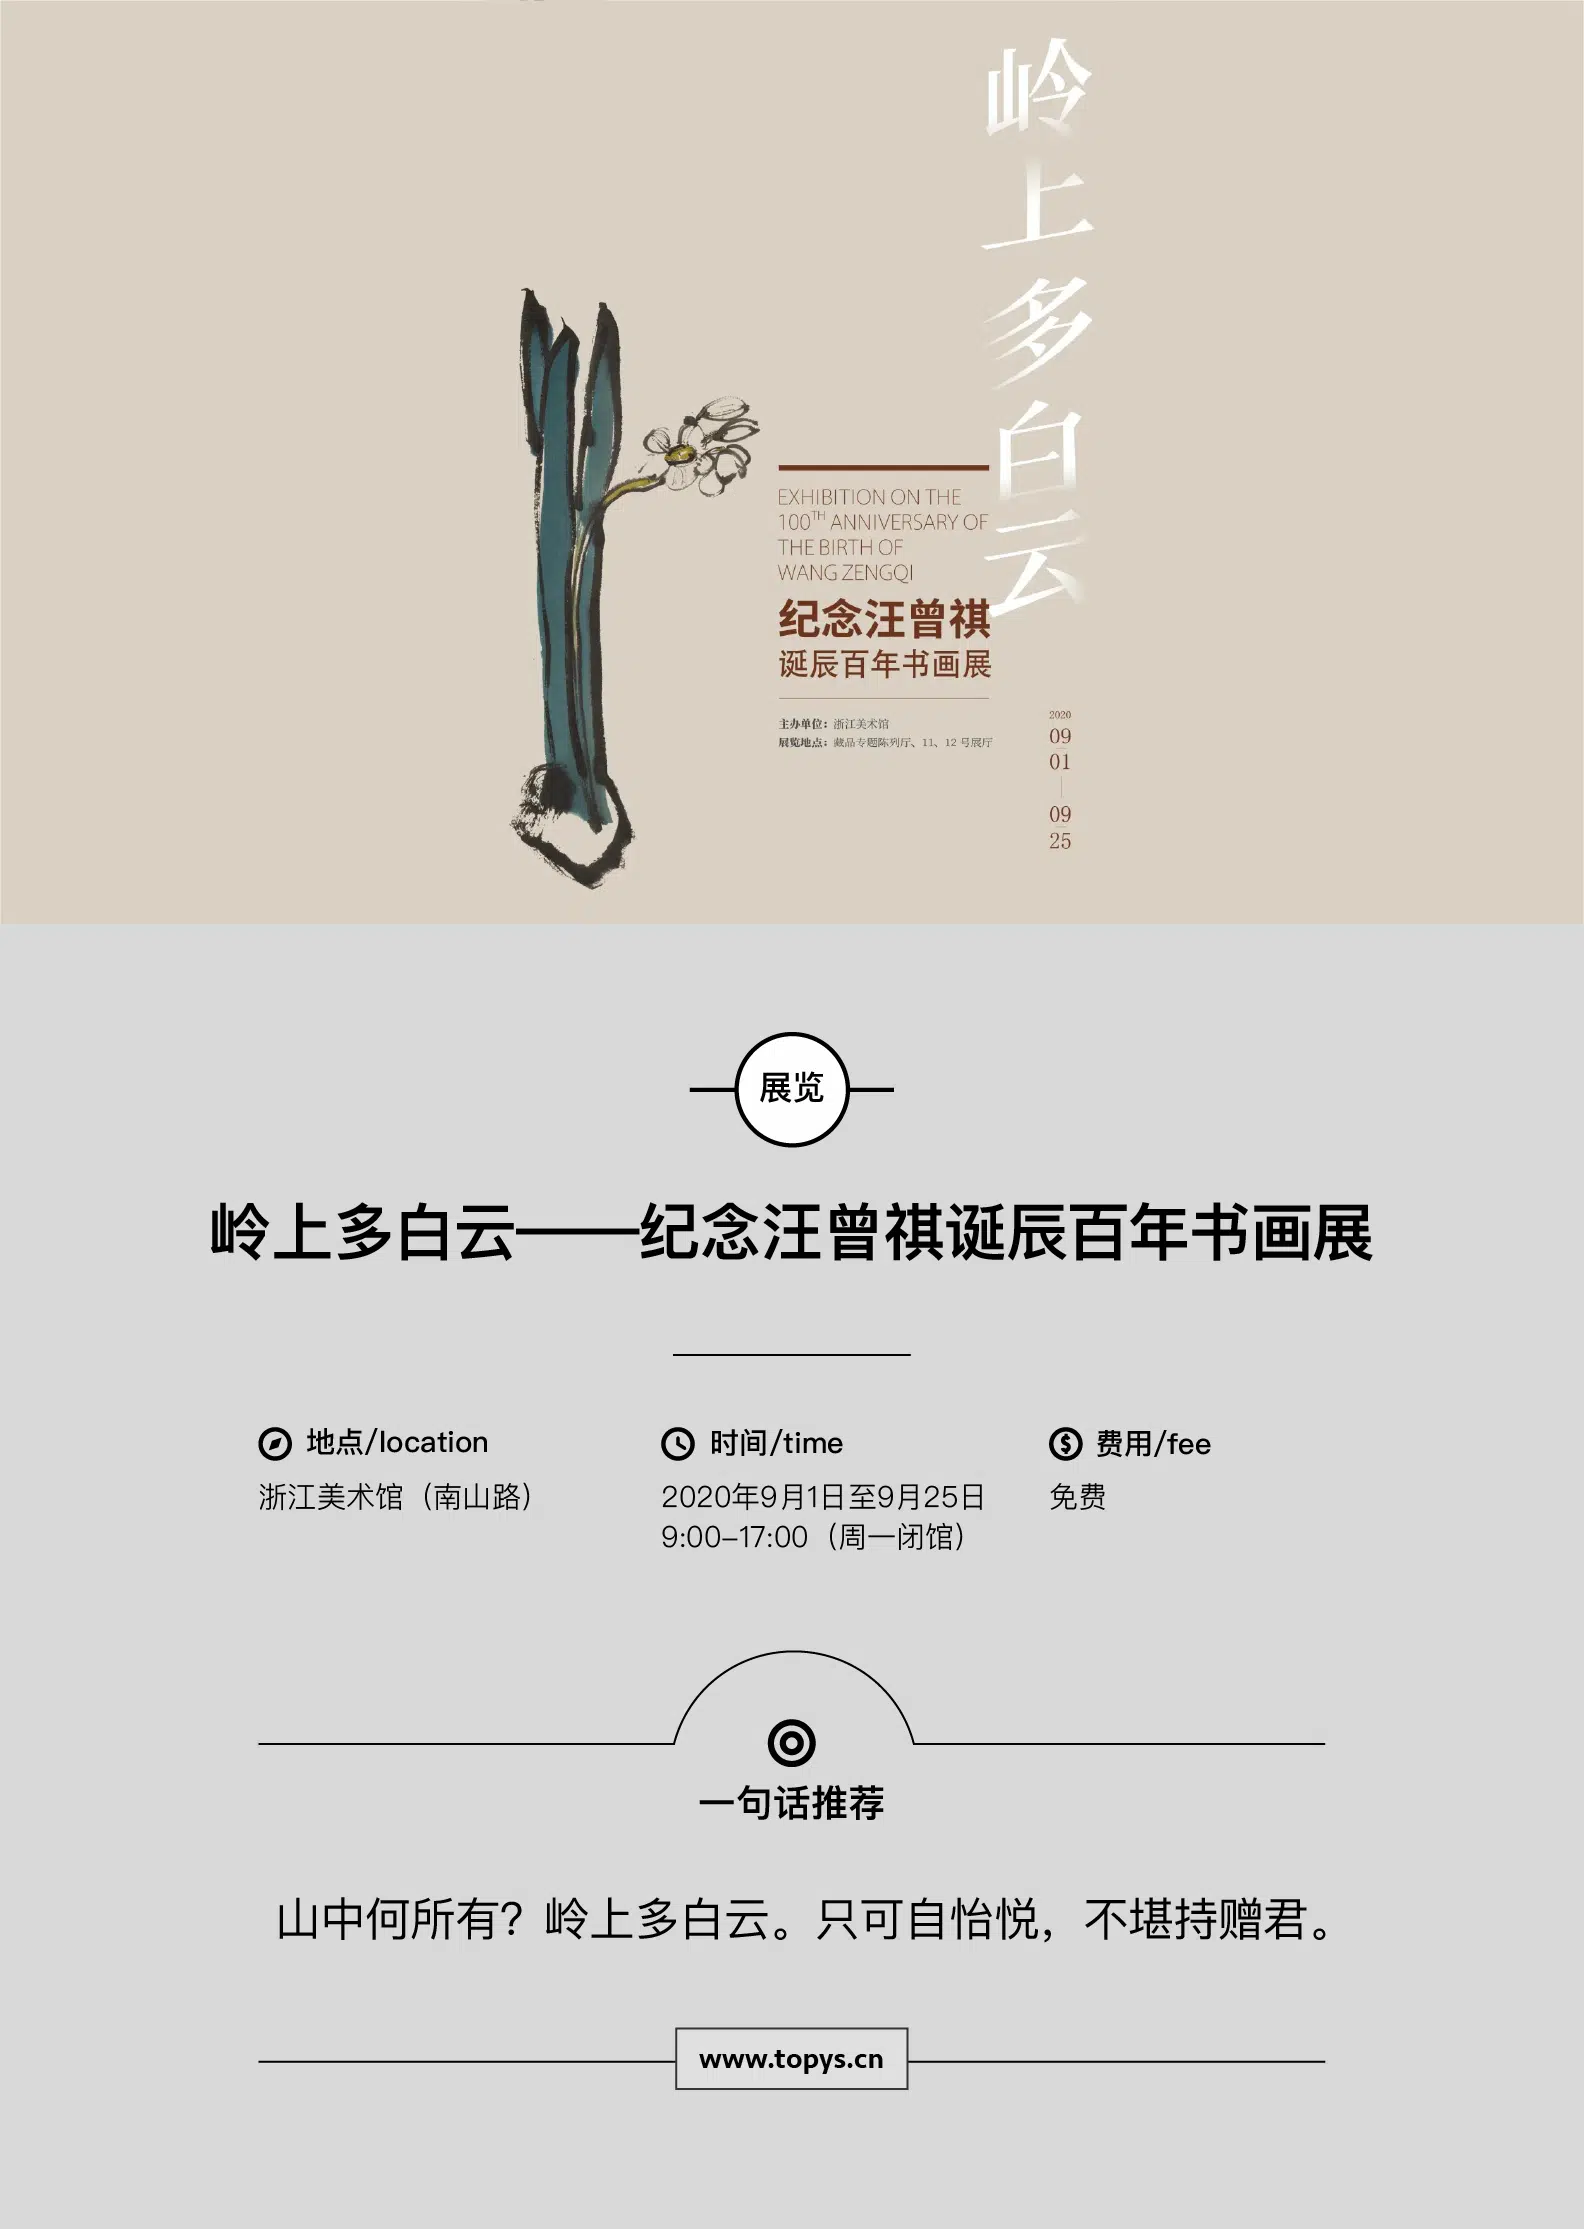 岭上多白云
EXHIBITION ON THE
100TH ANNIVERSARY OF
THE BIRTH OF
WANG ZENGQI
纪念汪曾祺
诞辰百年书画展
主办单位：浙江美术馆
展览地点：藏品专题陈列厅、11、12 号展厅
2020
09
01
09
25
展览
岭上多白云——纪念汪曾祺诞辰百年书画展
地点/location
浙江美术馆（南山路）
时间/time
2020年9月1日至9月25日
9:00–17:00（周一闭馆）
费用/fee
免费
一句话推荐
山中何所有？岭上多白云。只可自怡悦，不堪持赠君。
www.topys.cn